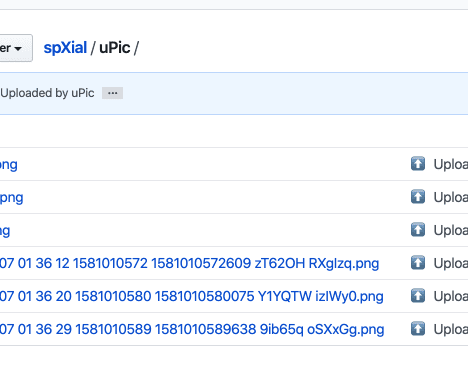 er
spXial / uPic /
Uploaded by uPic ...
png
png
ng
07 01 36 12 1581010572 1581010572609 zT62OH RXglzq.png
07 01 36 20 1581010580 1581010580075 Y1YQTW izIWy0.png
07 01 36 29 1581010589 1581010589638 9ib65q oSXxGg.png
Uploa
Uploa
Uploa
Uploa
Uploa
Uploa